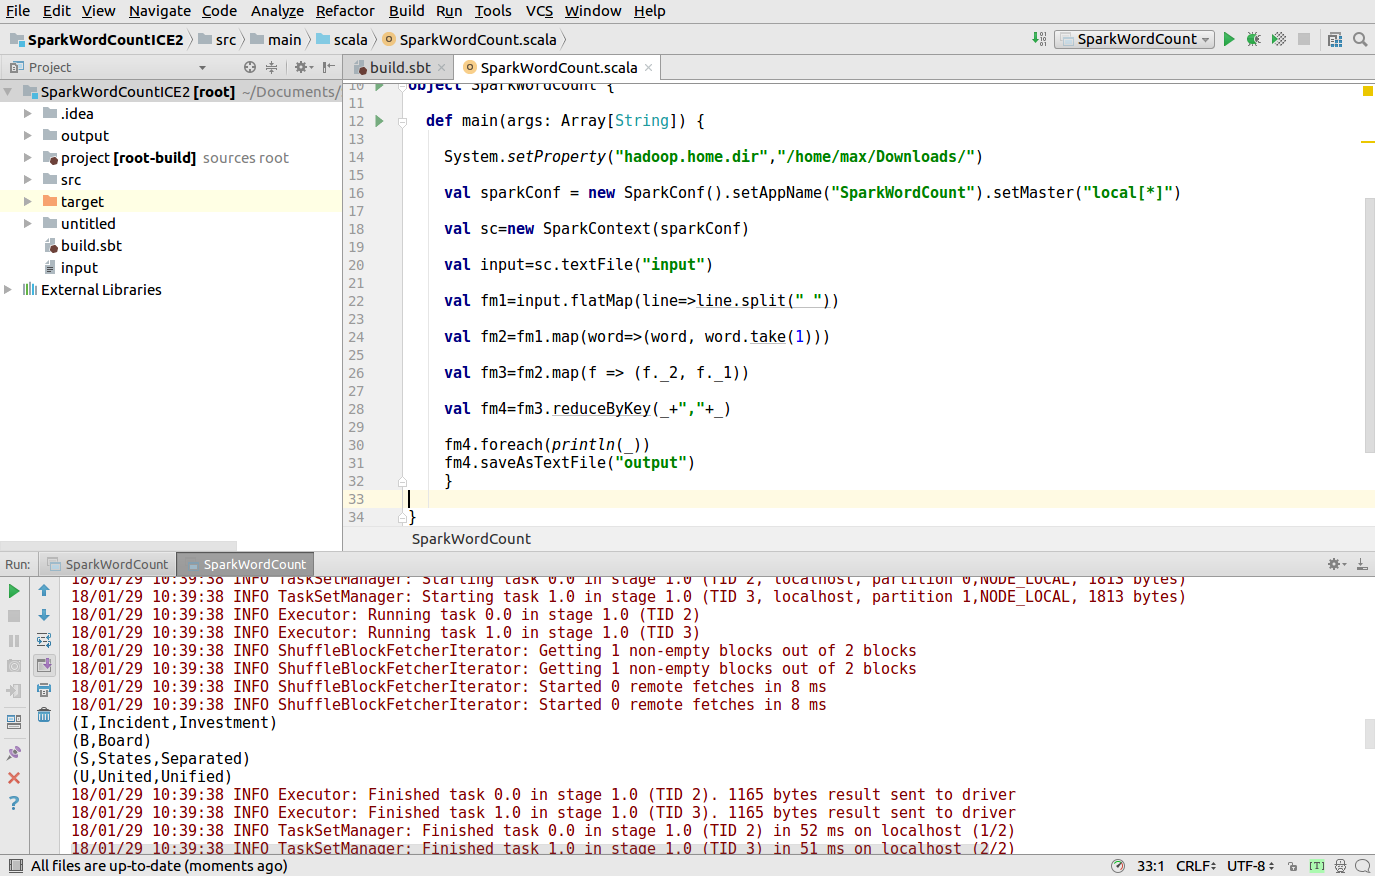 File Edit View Navigate Code Analyze Refactor Build Run Tools VCS Window Help
SparkWordCountICE2 src main scala SparkWordCount.scala SparkWordCount
Project build.sbt SparkWordCount.scala
SparkWordCountICE2 [root] ~/Documents/
.idea
output
project [root-build] sources root
src
target
untitled
build.sbt
input
External Libraries
10 object SparkWordCount {
11
12 def main(args: Array[String]) {
13
14 System.setProperty("hadoop.home.dir","/home/max/Downloads/")
15
16 val sparkConf = new SparkConf().setAppName("SparkWordCount").setMaster("local[*]")
17
18 val sc=new SparkContext(sparkConf)
19
20 val input=sc.textFile("input")
21
22 val fm1=input.flatMap(line=>line.split(" "))
23
24 val fm2=fm1.map(word=>(word, word.take(1)))
25
26 val fm3=fm2.map(f => (f._2, f._1))
27
28 val fm4=fm3.reduceByKey(_+","+_)
29
30 fm4.foreach(println(_))
31 fm4.saveAsTextFile("output")
32 }
33
34 }
SparkWordCount
Run: SparkWordCount SparkWordCount
18/01/29 10:39:38 INFO TaskSetManager: Starting task 0.0 in stage 1.0 (TID 2, localhost, partition 0,NODE_LOCAL, 1813 bytes)
18/01/29 10:39:38 INFO TaskSetManager: Starting task 1.0 in stage 1.0 (TID 3, localhost, partition 1,NODE_LOCAL, 1813 bytes)
18/01/29 10:39:38 INFO Executor: Running task 0.0 in stage 1.0 (TID 2)
18/01/29 10:39:38 INFO Executor: Running task 1.0 in stage 1.0 (TID 3)
18/01/29 10:39:38 INFO ShuffleBlockFetcherIterator: Getting 1 non-empty blocks out of 2 blocks
18/01/29 10:39:38 INFO ShuffleBlockFetcherIterator: Getting 1 non-empty blocks out of 2 blocks
18/01/29 10:39:38 INFO ShuffleBlockFetcherIterator: Started 0 remote fetches in 8 ms
18/01/29 10:39:38 INFO ShuffleBlockFetcherIterator: Started 0 remote fetches in 8 ms
(I,Incident,Investment)
(B,Board)
(S,States,Separated)
(U,United,Unified)
18/01/29 10:39:38 INFO Executor: Finished task 0.0 in stage 1.0 (TID 2). 1165 bytes result sent to driver
18/01/29 10:39:38 INFO Executor: Finished task 1.0 in stage 1.0 (TID 3). 1165 bytes result sent to driver
18/01/29 10:39:38 INFO TaskSetManager: Finished task 0.0 in stage 1.0 (TID 2) in 52 ms on localhost (1/2)
18/01/29 10:39:38 INFO TaskSetManager: Finished task 1.0 in stage 1.0 (TID 3) in 51 ms on localhost (2/2)
All files are up-to-date (moments ago) 33:1 CRLF UTF-8 [T]